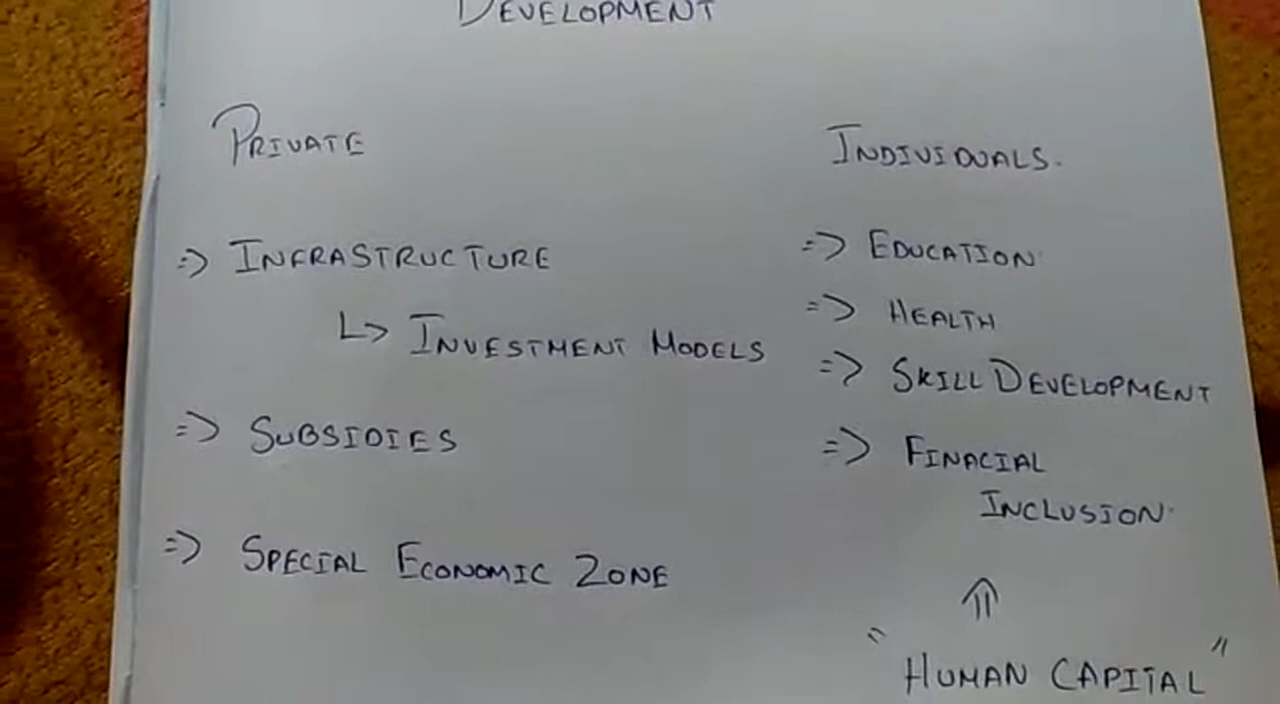 DEVELOPMENT
PRIVATE
=> INFRASTRUCTURE
↳ INVESTMENT MODELS
=> SUBSIDIES
=> SPECIAL ECONOMIC ZONE
INDIVIDUALS.
=> EDUCATION
=> HEALTH
=> SKILL DEVELOPMENT
=> FINACIAL
INCLUSION
⇑
"HUMAN CAPITAL"